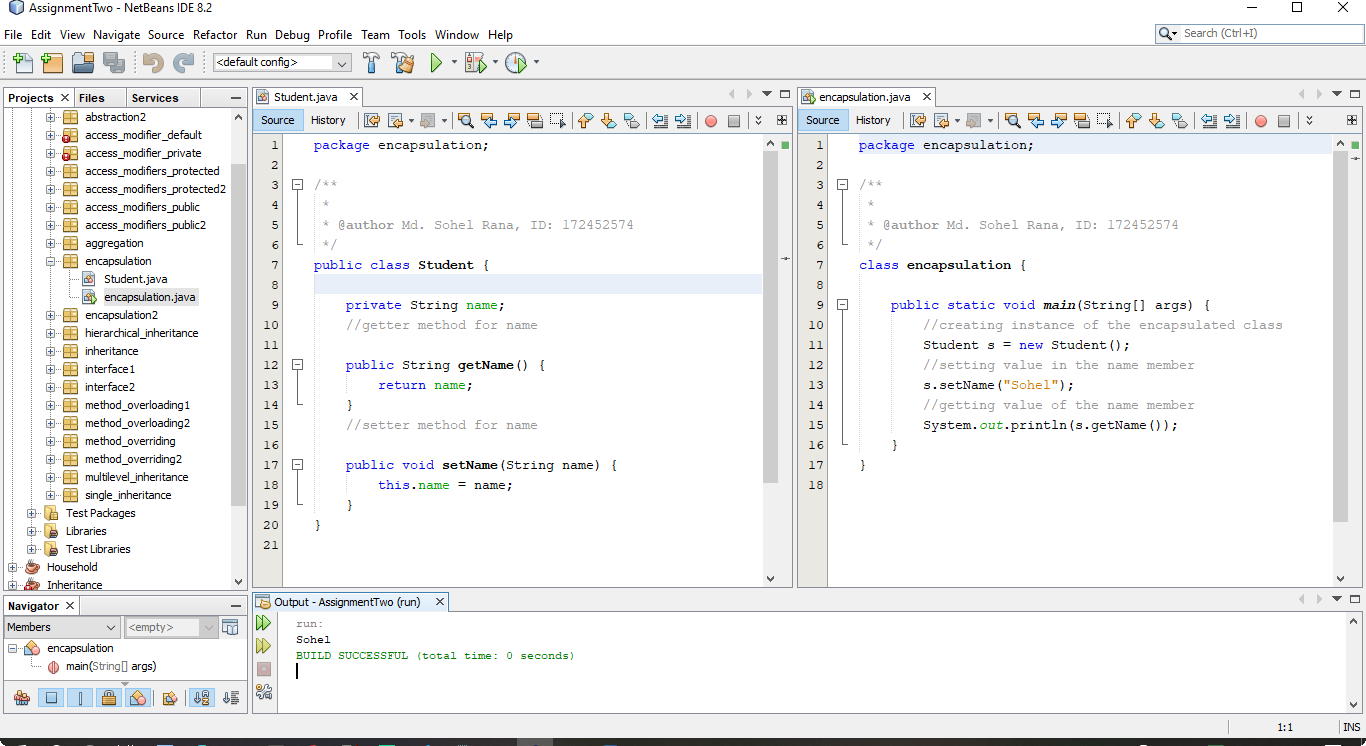 AssignmentTwo - NetBeans IDE 8.2
File Edit View Navigate Source Refactor Run Debug Profile Team Tools Window Help
Search (Ctrl+I)
<default config>
Projects Files Services
abstraction2
access_modifier_default
access_modifier_private
access_modifiers_protected
access_modifiers_protected2
access_modifiers_public
access_modifiers_public2
aggregation
encapsulation
Student.java
encapsulation.java
encapsulation2
hierarchical_inheritance
inheritance
interface1
interface2
method_overloading1
method_overloading2
method_overriding
method_overriding2
multilevel_inheritance
single_inheritance
Test Packages
Libraries
Test Libraries
Household
Inheritance
Navigator
Members <empty>
encapsulation
main(String[] args)
Student.java
Source History
1 package encapsulation;
2
3 /**
4 *
5 * @author Md. Sohel Rana, ID: 172452574
6 */
7 public class Student {
8
9 private String name;
10 //getter method for name
11
12 public String getName() {
13 return name;
14 }
15 //setter method for name
16
17 public void setName(String name) {
18 this.name = name;
19 }
20 }
21
encapsulation.java
Source History
1 package encapsulation;
2
3 /**
4 *
5 * @author Md. Sohel Rana, ID: 172452574
6 */
7 class encapsulation {
8
9 public static void main(String[] args) {
10 //creating instance of the encapsulated class
11 Student s = new Student();
12 //setting value in the name member
13 s.setName("Sohel");
14 //getting value of the name member
15 System.out.println(s.getName());
16 }
17 }
18
Output - AssignmentTwo (run)
run:
Sohel
BUILD SUCCESSFUL (total time: 0 seconds)
1:1 INS